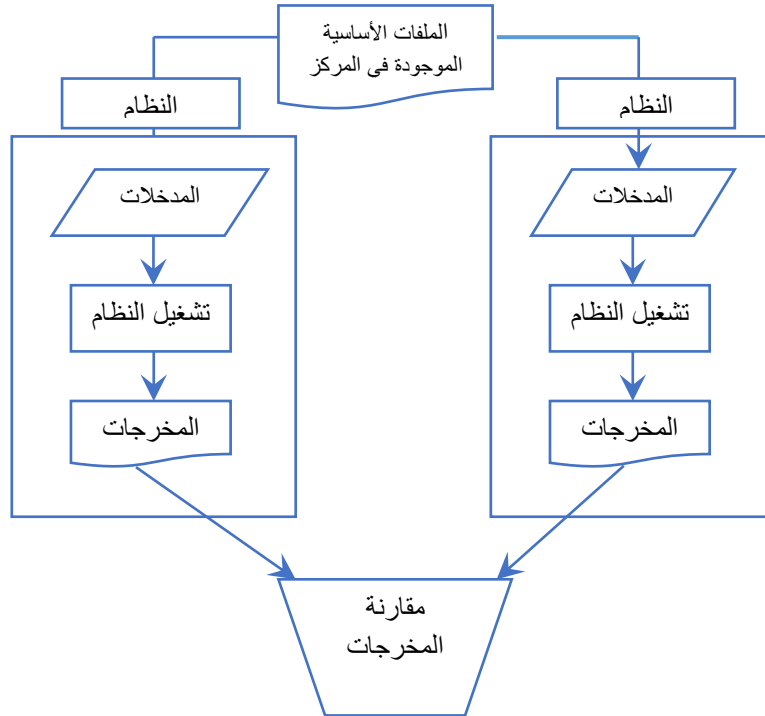 الملفات الأساسية
الموجودة فى المركز
النظام
النظام
المدخلات
المدخلات
تشغيل النظام
تشغيل النظام
المخرجات
المخرجات
مقارنة
المخرجات